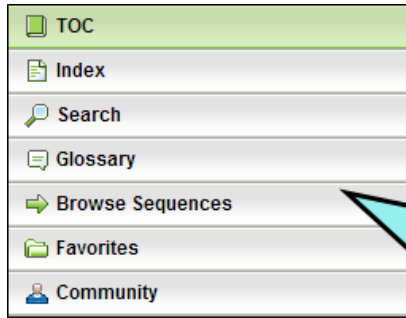 TOC
Index
Search
Glossary
Browse Sequences
Favorites
Community